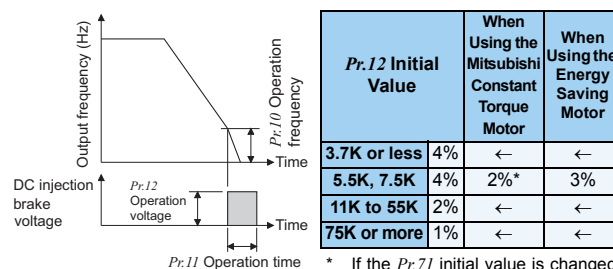 Output frequency (Hz)
Pr.10 Operation
frequency
Time
DC injection
brake
voltage
Pr.12
Operation
voltage
Time
Pr.11 Operation time
Pr.12 Initial
Value
When
Using the
Mitsubishi
Constant
Torque
Motor
When
Using the
Energy
Saving
Motor
3.7K or less 4% ← ←
5.5K, 7.5K 4% 2%* 3%
11K to 55K 2% ← ←
75K or more 1% ← ←
* If the Pr.71 initial value is changed